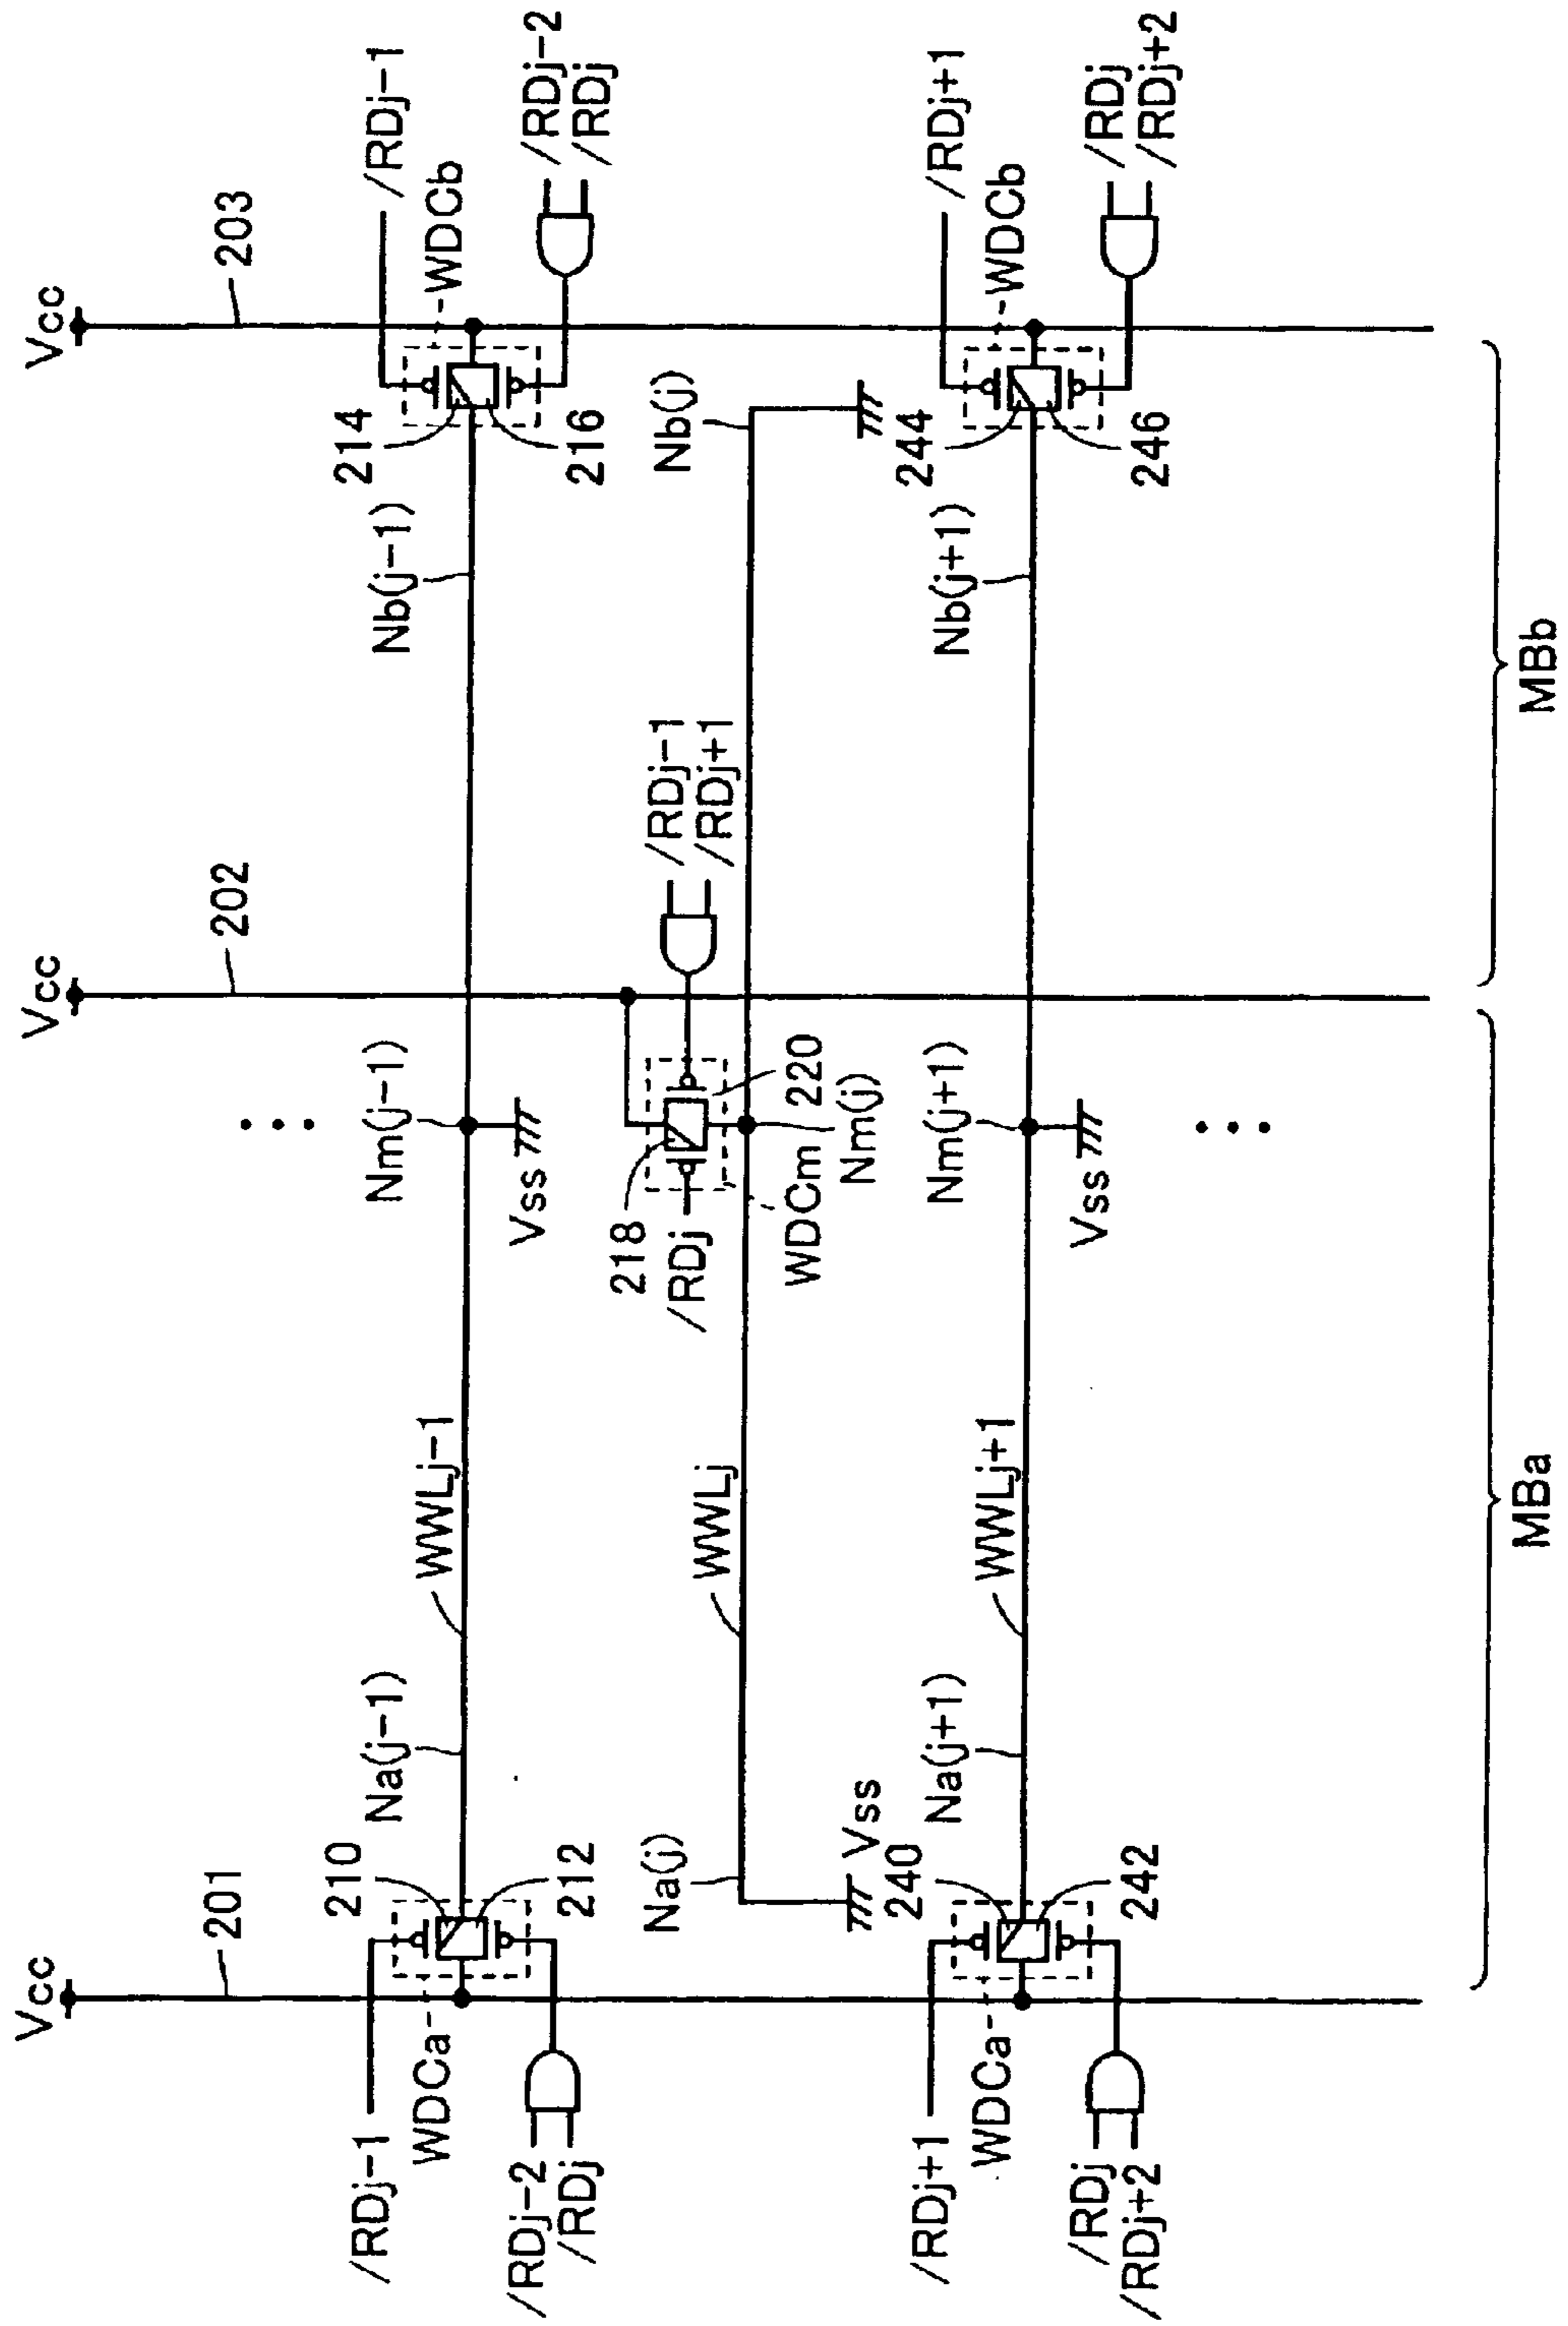 Vcc
201
Vcc
202
Vcc
203
/RDj-1
210
WDCa
212
/RDj-2
/RDj
Na(j-1)
WWLj-1
Nm(j-1)
Vss
Nb(j-1)
214
/RDj-1
WDCb
216
/RDj-2
/RDj
Na(j)
Vss
WWLj
218
/RDj
WDCm
220
Nm(j)
/RDj-1
/RDj+1
Nb(j)
/RDj+1
240
WDCa
242
/RDj
/RDj+2
Na(j+1)
WWLj+1
Nm(j+1)
Vss
Nb(j+1)
244
/RDj+1
WDCb
246
/RDj
/RDj+2
MBa
MBb